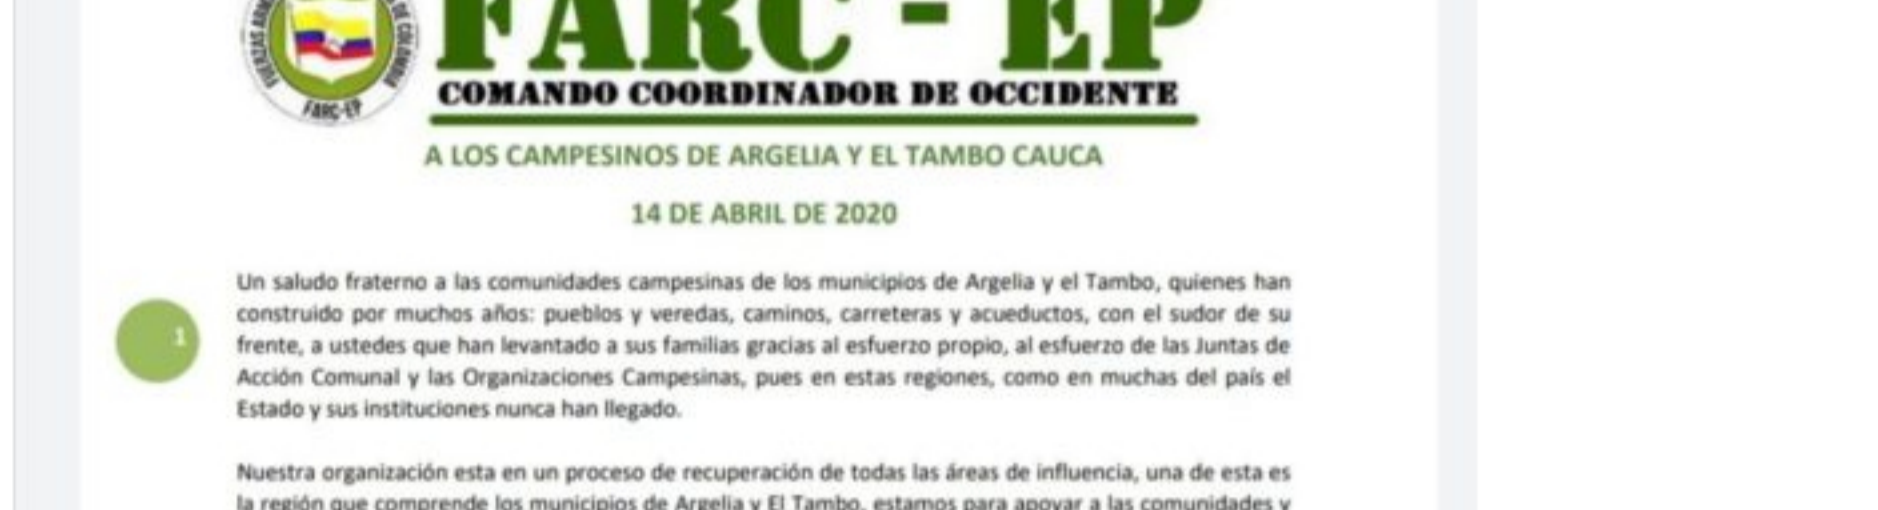 FARC - EP
FARC-EP
COMANDO COORDINADOR DE OCCIDENTE
A LOS CAMPESINOS DE ARGELIA Y EL TAMBO CAUCA
14 DE ABRIL DE 2020
Un saludo fraterno a las comunidades campesinas de los municipios de Argelia y el Tambo, quienes han
construido por muchos años: pueblos y veredas, caminos, carreteras y acueductos, con el sudor de su
1
frente, a ustedes que han levantado a sus familias gracias al esfuerzo propio, al esfuerzo de las Juntas de
Acción Comunal y las Organizaciones Campesinas, pues en estas regiones, como en muchas del país el
Estado y sus instituciones nunca han llegado.
Nuestra organización esta en un proceso de recuperación de todas las áreas de influencia, una de esta es
la región que comprende los municipios de Argelia y El Tambo, estamos para apoyar a las comunidades y